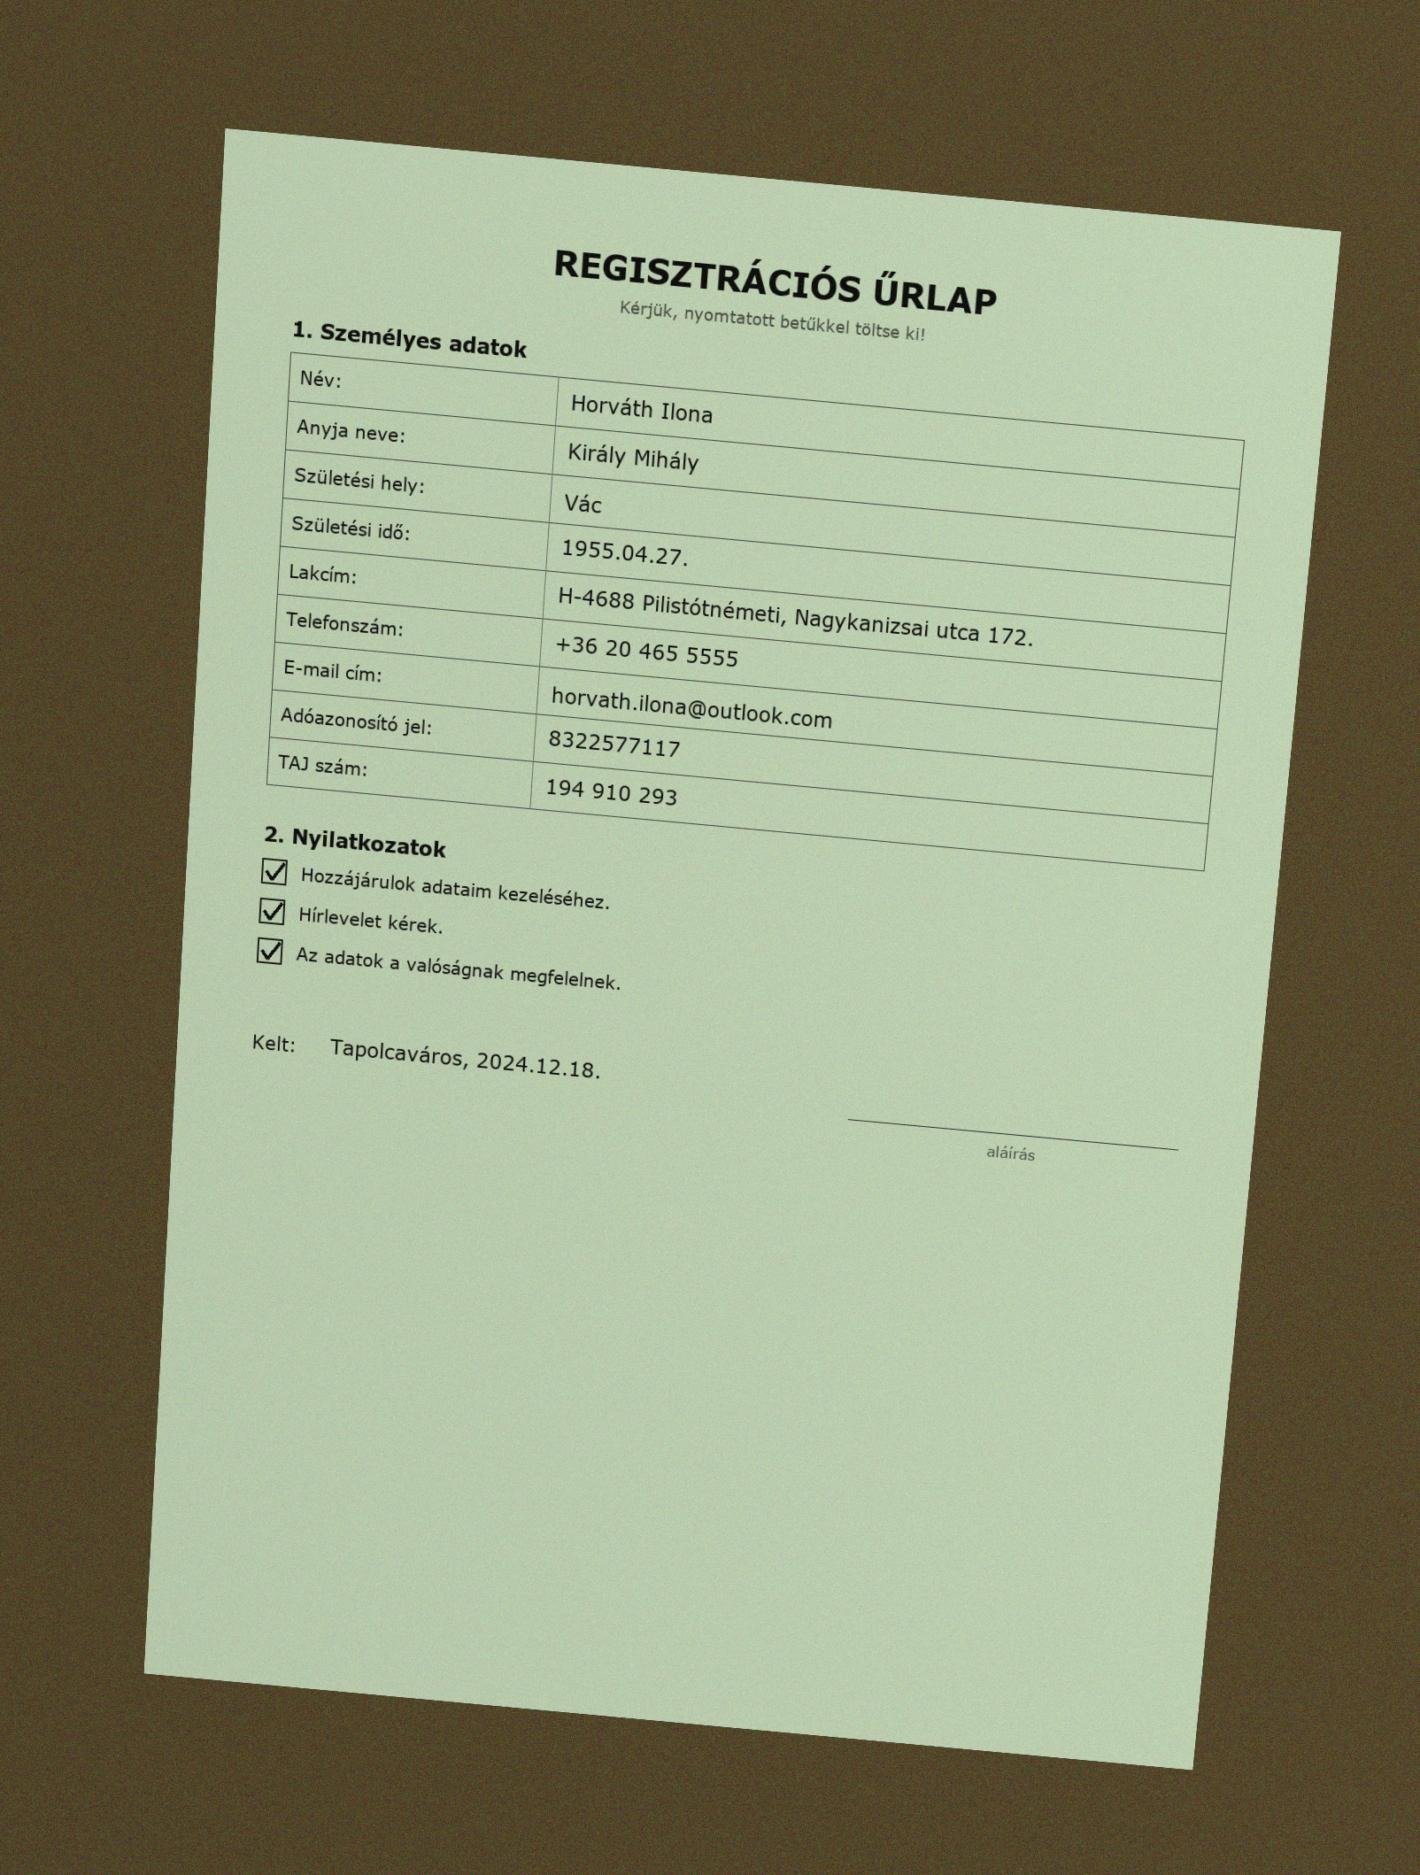 REGISZTRÁCIÓS ŰRLAP
Kérjük, nyomtatott betűkkel töltse ki!
1. Személyes adatok
Név: Horváth Ilona
Anyja neve: Király Mihály
Születési hely: Vác
Születési idő: 1955.04.27.
Lakcím: H-4688 Pilistótnémeti, Nagykanizsai utca 172.
Telefonszám: +36 20 465 5555
E-mail cím: horvath.ilona@outlook.com
Adóazonosító jel: 8322577117
TAJ szám: 194 910 293
2. Nyilatkozatok
Hozzájárulok adataim kezeléséhez.
Hírlevelet kérek.
Az adatok a valóságnak megfelelnek.
Kelt: Tapolcaváros, 2024.12.18.
aláírás